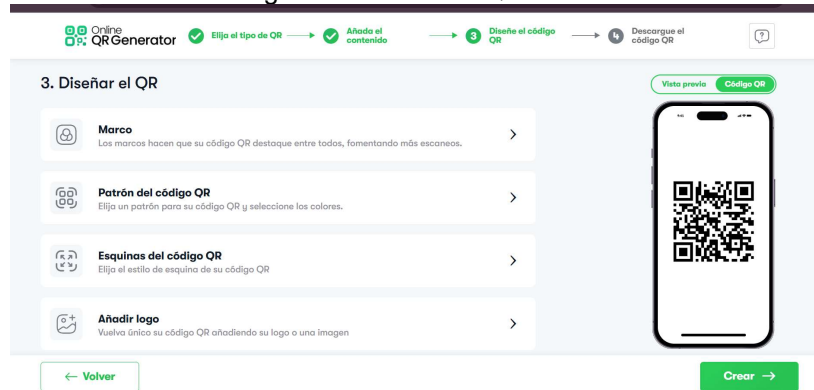 Online
QR Generator
Elija el tipo de QR
Añada el
contenido
3
Diseñe el código
QR
4
Descargue el
código QR
?
3. Diseñar el QR
Vista previa
Código QR
Marco
Los marcos hacen que su código QR destaque entre todos, fomentando más escaneos.
Patrón del código QR
Elija un patrón para su código QR y seleccione los colores.
Esquinas del código QR
Elija el estilo de esquina de su código QR
Añadir logo
Vuelva único su código QR añadiendo su logo o una imagen
← Volver
Crear →